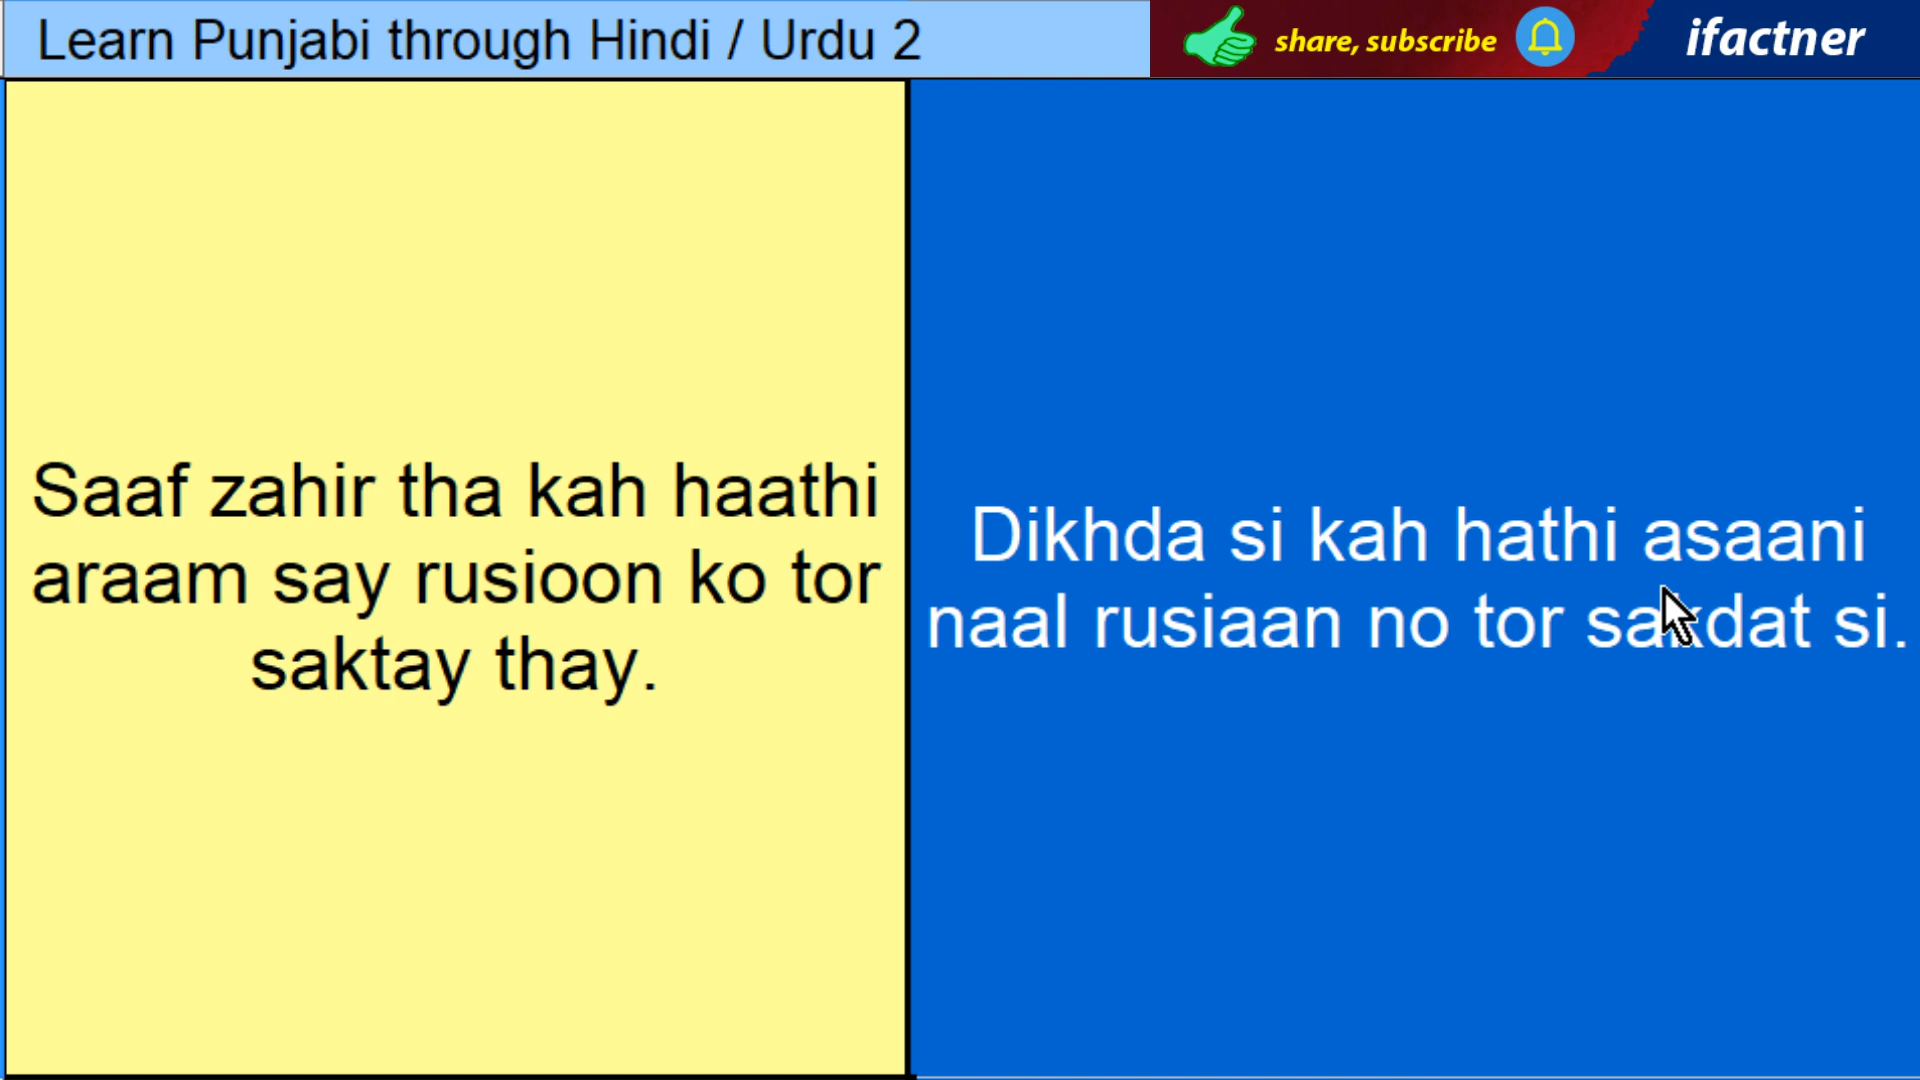 Learn Punjabi through Hindi / Urdu 2
share, subscribe
ifactner
Saaf zahir tha kah haathi
araam say rusioon ko tor
saktay thay.
Dikhda si kah hathi asaani
naal rusiaan no tor sakdat si.